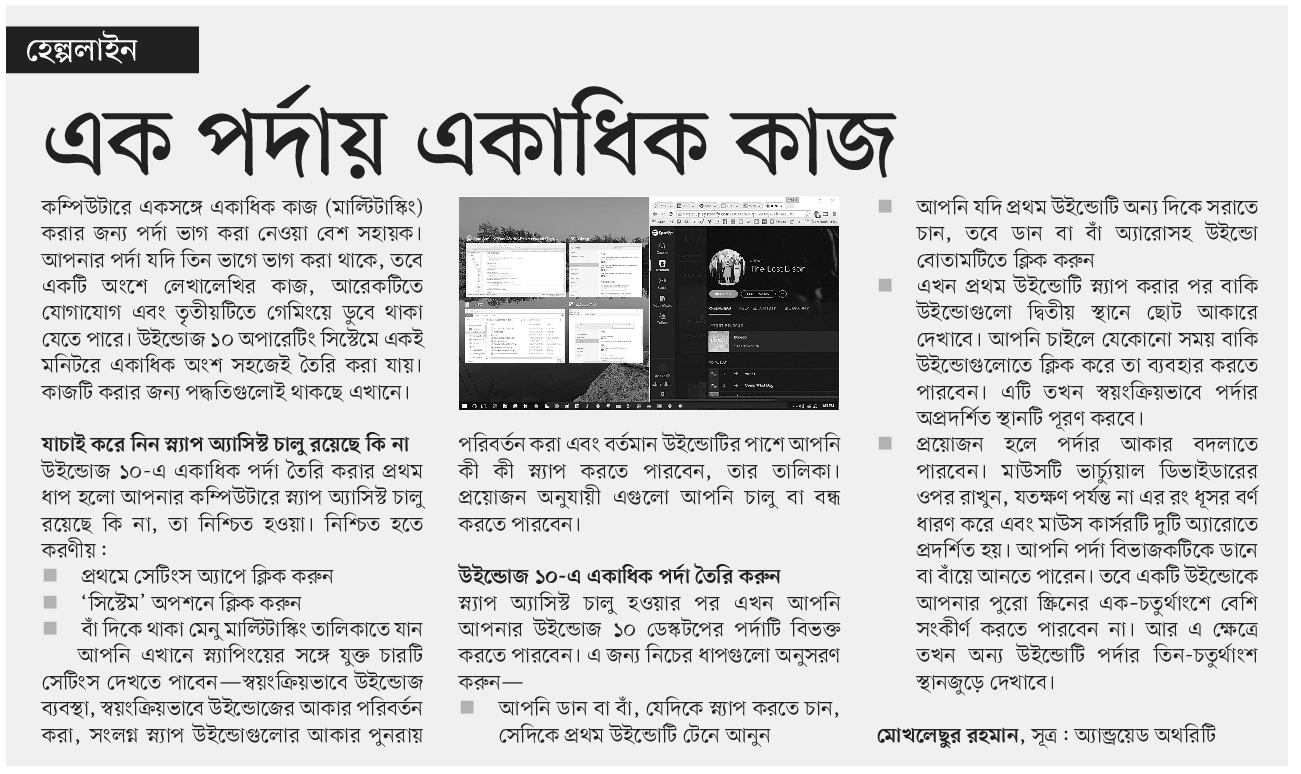 হেল্পলাইন
এক পর্দায় একাধিক কাজ
কম্পিউটারে একসঙ্গে একাধিক কাজ (মাল্টিটাস্কিং)
করার জন্য পর্দা ভাগ করা নেওয়া বেশ সহায়ক।
আপনার পর্দা যদি তিন ভাগে ভাগ করা থাকে, তবে
একটি অংশে লেখালেখির কাজ, আরেকটিতে
যোগাযোগ এবং তৃতীয়টিতে গেমিংয়ে ডুবে থাকা
যেতে পারে। উইন্ডোজ ১০ অপারেটিং সিস্টেমে একই
মনিটরে একাধিক অংশ সহজেই তৈরি করা যায়।
কাজটি করার জন্য পদ্ধতিগুলোই থাকছে এখানে।
যাচাই করে নিন স্ন্যাপ অ্যাসিস্ট চালু রয়েছে কি না
উইন্ডোজ ১০-এ একাধিক পর্দা তৈরি করার প্রথম
ধাপ হলো আপনার কম্পিউটারে স্ন্যাপ অ্যাসিস্ট চালু
রয়েছে কি না, তা নিশ্চিত হওয়া। নিশ্চিত হতে
করণীয় :
■ প্রথমে সেটিংস অ্যাপে ক্লিক করুন
■ ‘সিস্টেম’ অপশনে ক্লিক করুন
■ বাঁ দিকে থাকা মেনু মাল্টিটাস্কিং তালিকাতে যান
আপনি এখানে স্ন্যাপিংয়ের সঙ্গে যুক্ত চারটি
সেটিংস দেখতে পাবেন—স্বয়ংক্রিয়ভাবে উইন্ডোজ
ব্যবস্থা, স্বয়ংক্রিয়ভাবে উইন্ডোজের আকার পরিবর্তন
করা, সংলগ্ন স্ন্যাপ উইন্ডোগুলোর আকার পুনরায়
The Lost Bison
পরিবর্তন করা এবং বর্তমান উইন্ডোটির পাশে আপনি
কী কী স্ন্যাপ করতে পারবেন, তার তালিকা।
প্রয়োজন অনুযায়ী এগুলো আপনি চালু বা বন্ধ
করতে পারবেন।
উইন্ডোজ ১০-এ একাধিক পর্দা তৈরি করুন
স্ন্যাপ অ্যাসিস্ট চালু হওয়ার পর এখন আপনি
আপনার উইন্ডোজ ১০ ডেস্কটপের পর্দাটি বিভক্ত
করতে পারবেন। এ জন্য নিচের ধাপগুলো অনুসরণ
করুন—
■ আপনি ডান বা বাঁ, যেদিকে স্ন্যাপ করতে চান,
সেদিকে প্রথম উইন্ডোটি টেনে আনুন
■ আপনি যদি প্রথম উইন্ডোটি অন্য দিকে সরাতে
চান, তবে ডান বা বাঁ অ্যারোসহ উইন্ডো
বোতামটিতে ক্লিক করুন
■ এখন প্রথম উইন্ডোটি স্ন্যাপ করার পর বাকি
উইন্ডোগুলো দ্বিতীয় স্থানে ছোট আকারে
দেখাবে। আপনি চাইলে যেকোনো সময় বাকি
উইন্ডোগুলোতে ক্লিক করে তা ব্যবহার করতে
পারবেন। এটি তখন স্বয়ংক্রিয়ভাবে পর্দার
অপ্রদর্শিত স্থানটি পূরণ করবে।
■ প্রয়োজন হলে পর্দার আকার বদলাতে
পারবেন। মাউসটি ভার্চ্যুয়াল ডিভাইডারের
ওপর রাখুন, যতক্ষণ পর্যন্ত না এর রং ধূসর বর্ণ
ধারণ করে এবং মাউস কার্সরটি দুটি অ্যারোতে
প্রদর্শিত হয়। আপনি পর্দা বিভাজকটিকে ডানে
বা বাঁয়ে আনতে পারেন। তবে একটি উইন্ডোকে
আপনার পুরো স্ক্রিনের এক-চতুর্থাংশে বেশি
সংকীর্ণ করতে পারবেন না। আর এ ক্ষেত্রে
তখন অন্য উইন্ডোটি পর্দার তিন-চতুর্থাংশ
স্থানজুড়ে দেখাবে।
মোখলেছুর রহমান, সূত্র : অ্যান্ড্রয়েড অথরিটি